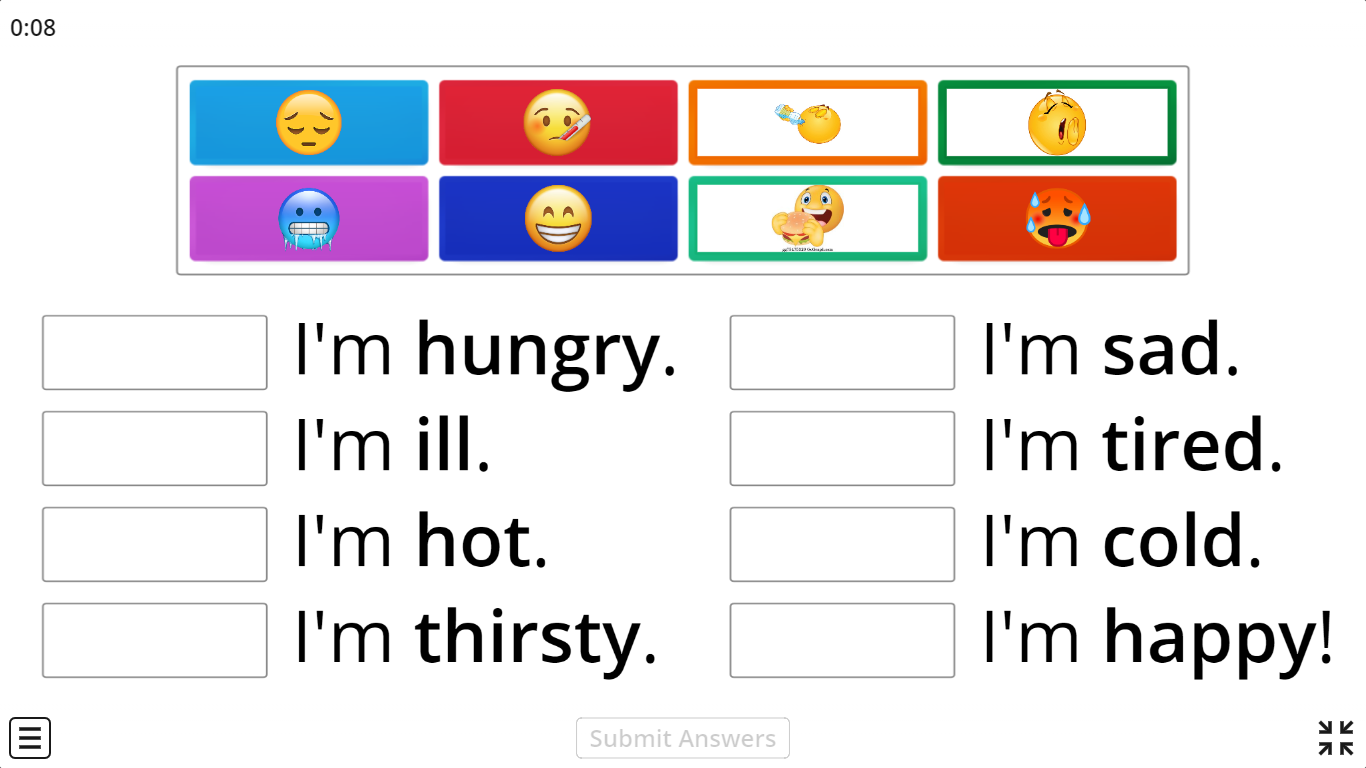 0:08
I'm hungry.
I'm ill.
I'm hot.
I'm thirsty.
I'm sad.
I'm tired.
I'm cold.
I'm happy!
Submit Answers